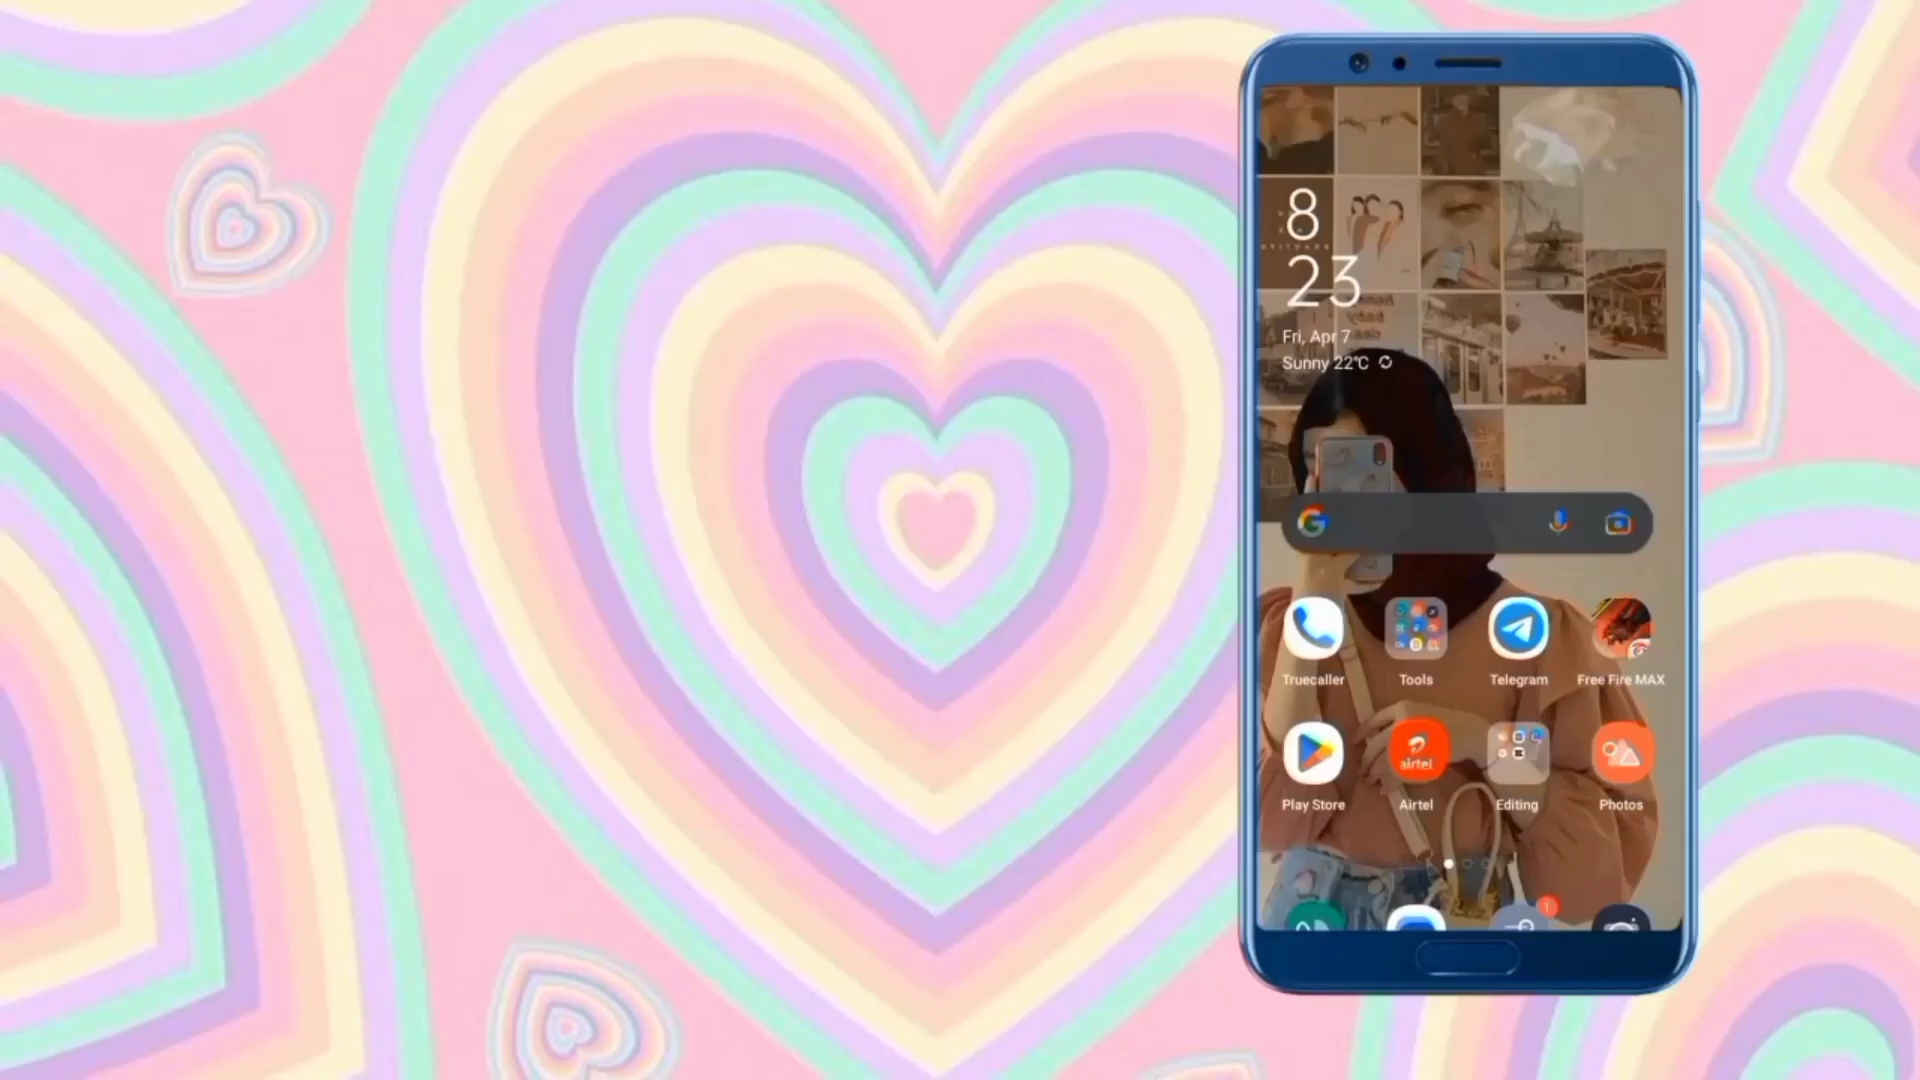 8
23
Fri, Apr 7
Sunny 22°C
Truecaller
Tools
Telegram
Free Fire MAX
airtel
Play Store
Airtel
Editing
Photos
1